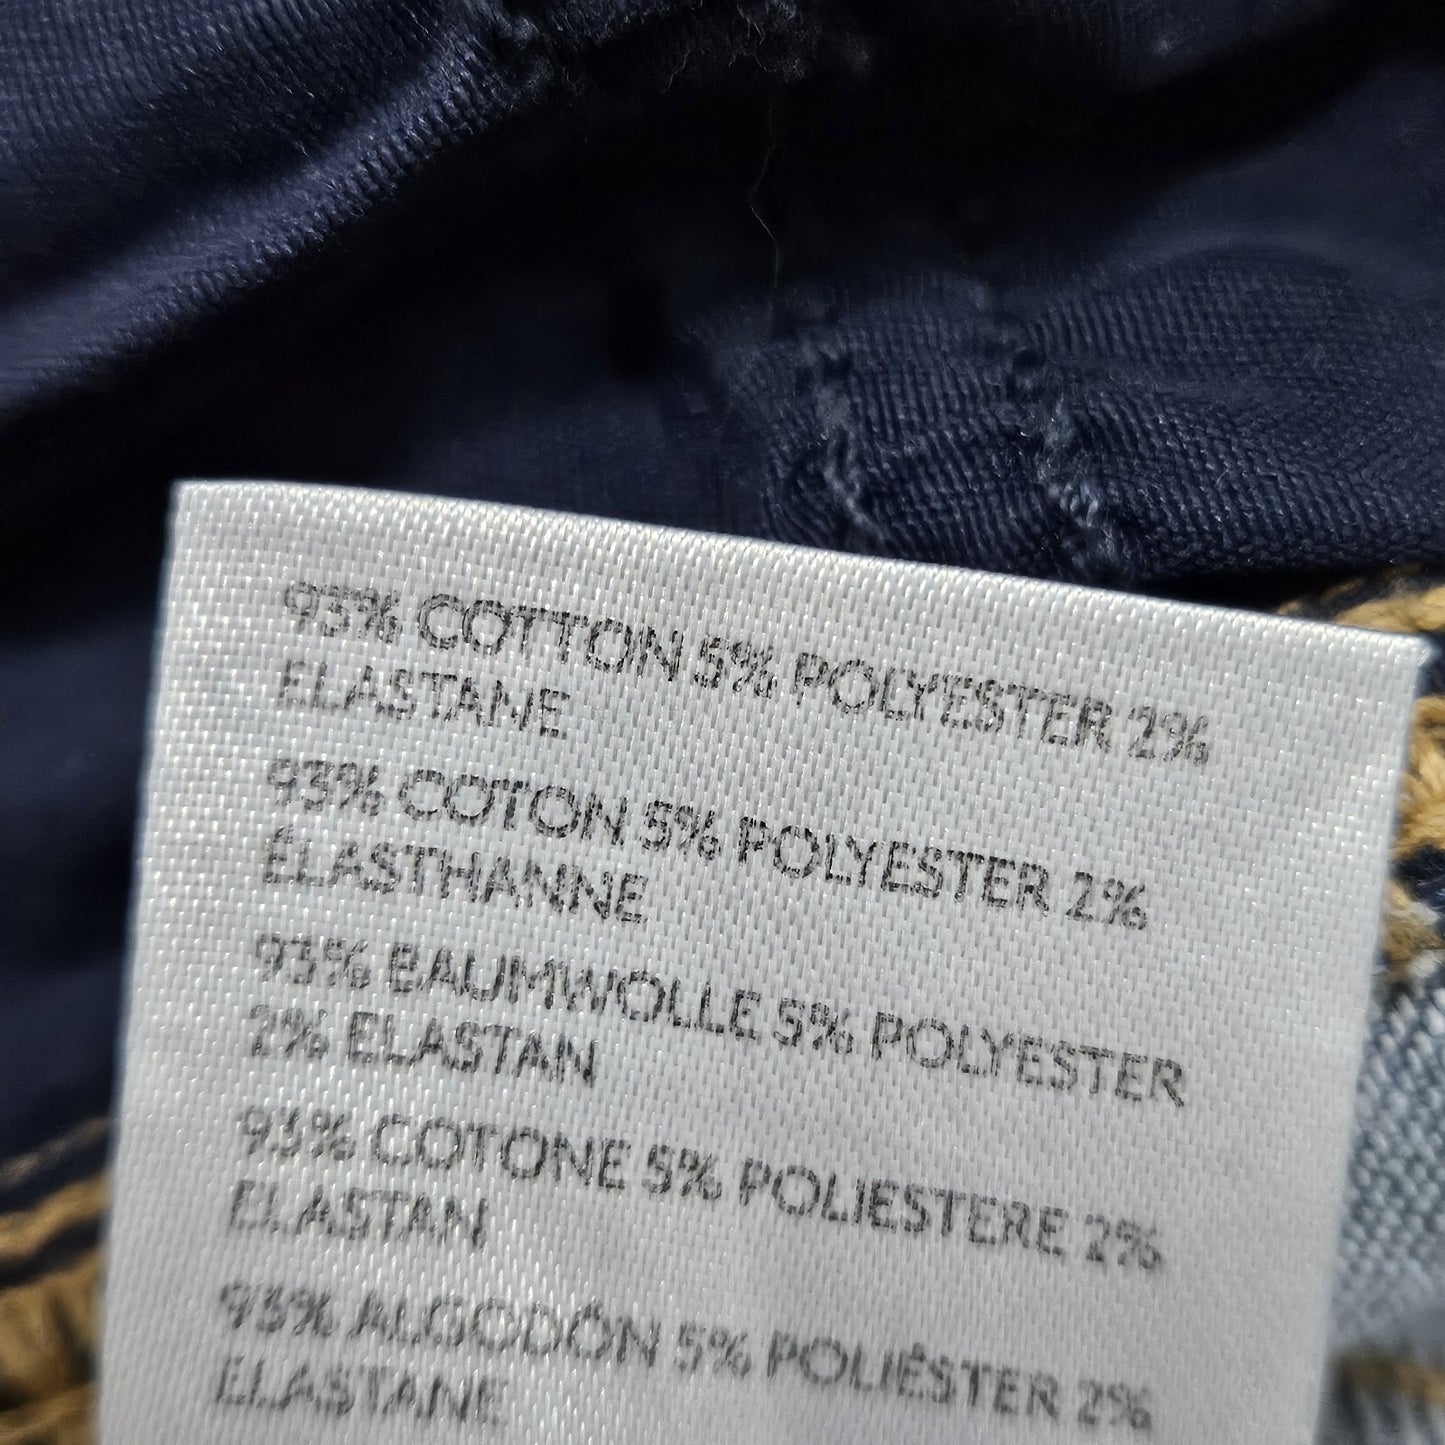 93% COTTON 5% POLYESTER 2%
ELASTANE
93% COTON 5% POLYESTER 2%
ÉLASTHANNE
93% BAUMWOLLE 5% POLYESTER
2% ELASTAN
93% COTONE 5% POLIESTERE 2%
ELASTAN
93% ALGODÓN 5% POLIÉSTER 2%
ELASTANE